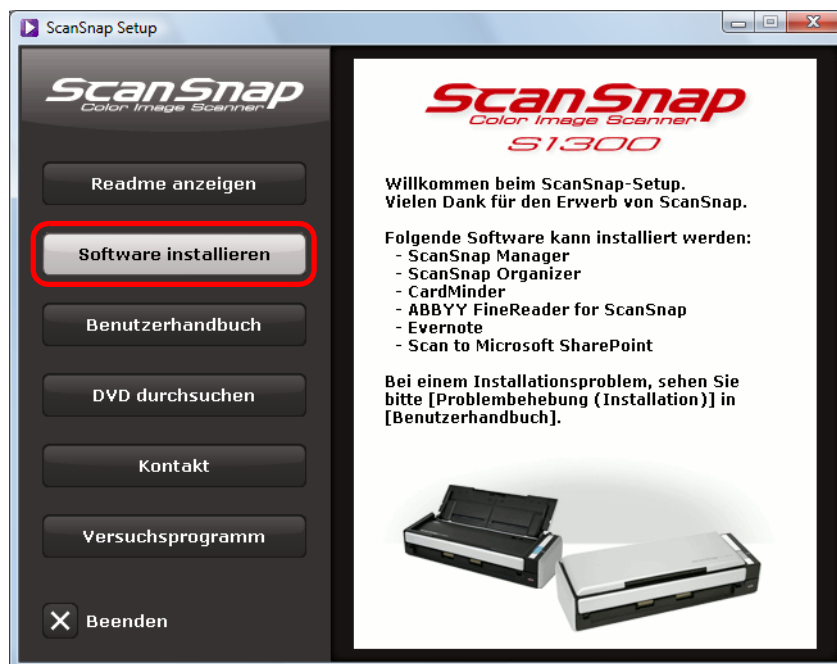 ScanSnap Setup
ScanSnap
Color Image Scanner
Readme anzeigen
Software installieren
Benutzerhandbuch
DVD durchsuchen
Kontakt
Versuchsprogramm
Beenden
ScanSnap
Color Image Scanner
S1300
Willkommen beim ScanSnap-Setup.
Vielen Dank für den Erwerb von ScanSnap.
Folgende Software kann installiert werden:
- ScanSnap Manager
- ScanSnap Organizer
- CardMinder
- ABBYY FineReader for ScanSnap
- Evernote
- Scan to Microsoft SharePoint
Bei einem Installationsproblem, sehen Sie
bitte [Problembehebung (Installation)] in
[Benutzerhandbuch].